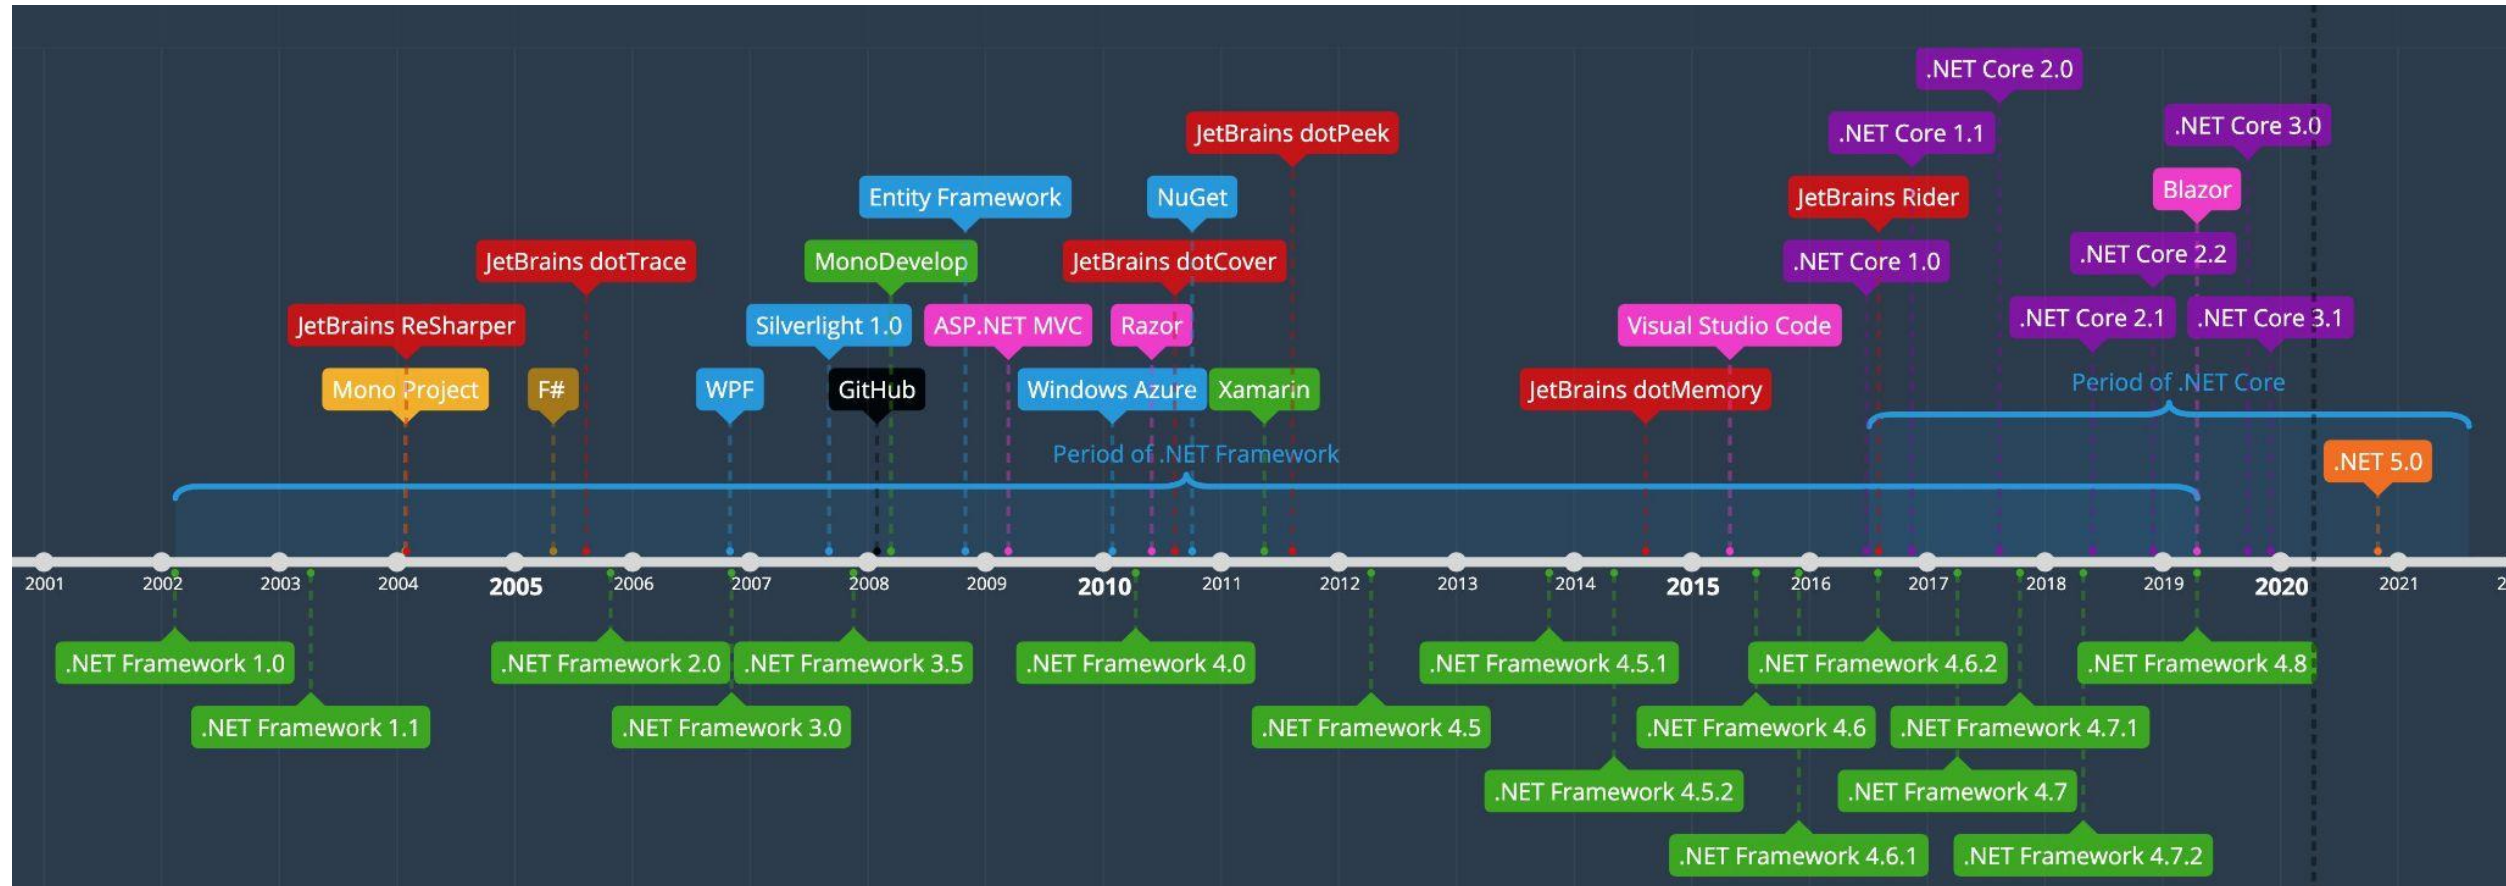 .NET Core 2.0
JetBrains dotPeek
.NET Core 1.1
.NET Core 3.0
Entity Framework
NuGet
JetBrains Rider
Blazor
JetBrains dotTrace
MonoDevelop
JetBrains dotCover
.NET Core 1.0
.NET Core 2.2
JetBrains ReSharper
Silverlight 1.0
ASP.NET MVC
Razor
Visual Studio Code
.NET Core 2.1
.NET Core 3.1
Mono Project
F#
WPF
GitHub
Windows Azure
Xamarin
JetBrains dotMemory
Period of .NET Core
Period of .NET Framework
.NET 5.0
2001 2002 2003 2004 2005 2006 2007 2008 2009 2010 2011 2012 2013 2014 2015 2016 2017 2018 2019 2020 2021 2
.NET Framework 1.0
.NET Framework 2.0
.NET Framework 3.5
.NET Framework 4.0
.NET Framework 4.5.1
.NET Framework 4.6.2
.NET Framework 4.8
.NET Framework 1.1
.NET Framework 3.0
.NET Framework 4.5
.NET Framework 4.6
.NET Framework 4.7.1
.NET Framework 4.5.2
.NET Framework 4.7
.NET Framework 4.6.1
.NET Framework 4.7.2